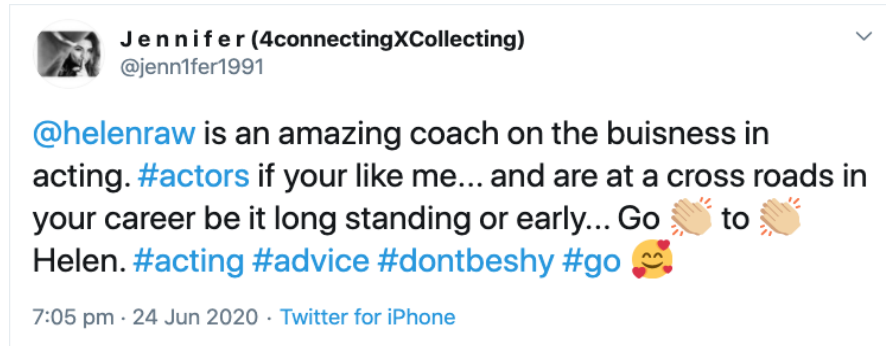 J e n n i f e r (4connectingXCollecting)
@jenn1fer1991
@helenraw is an amazing coach on the buisness in
acting. #actors if your like me... and are at a cross roads in
your career be it long standing or early... Go 👏🏼 to 👏🏼
Helen. #acting #advice #dontbeshy #go 🥰
7:05 pm · 24 Jun 2020 · Twitter for iPhone